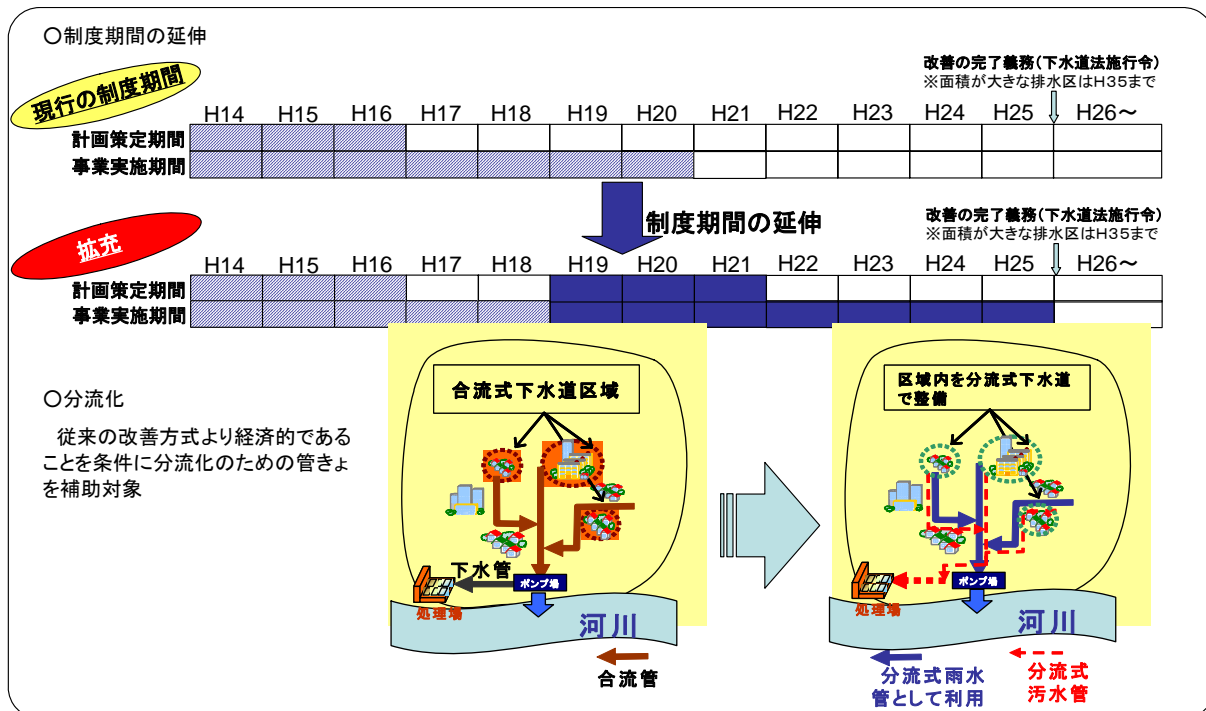 〇制度期間の延伸
改善の完了義務(下水道法施行令)
※面積が大きな排水区はH35まで
現行の制度期間
H14 H15 H16 H17 H18 H19 H20 H21 H22 H23 H24 H25 H26~
計画策定期間
事業実施期間
制度期間の延伸
改善の完了義務(下水道法施行令)
※面積が大きな排水区はH35まで
拡充
H14 H15 H16 H17 H18 H19 H20 H21 H22 H23 H24 H25 H26~
計画策定期間
事業実施期間
〇分流化
従来の改善方式より経済的である
ことを条件に分流化のための管きょ
を補助対象
合流式下水道区域
下水管
ポンプ場
処理場
河川
合流管
区域内を分流式下水道
で整備
ポンプ場
処理場
河川
分流式雨水
管として利用
分流式
汚水管